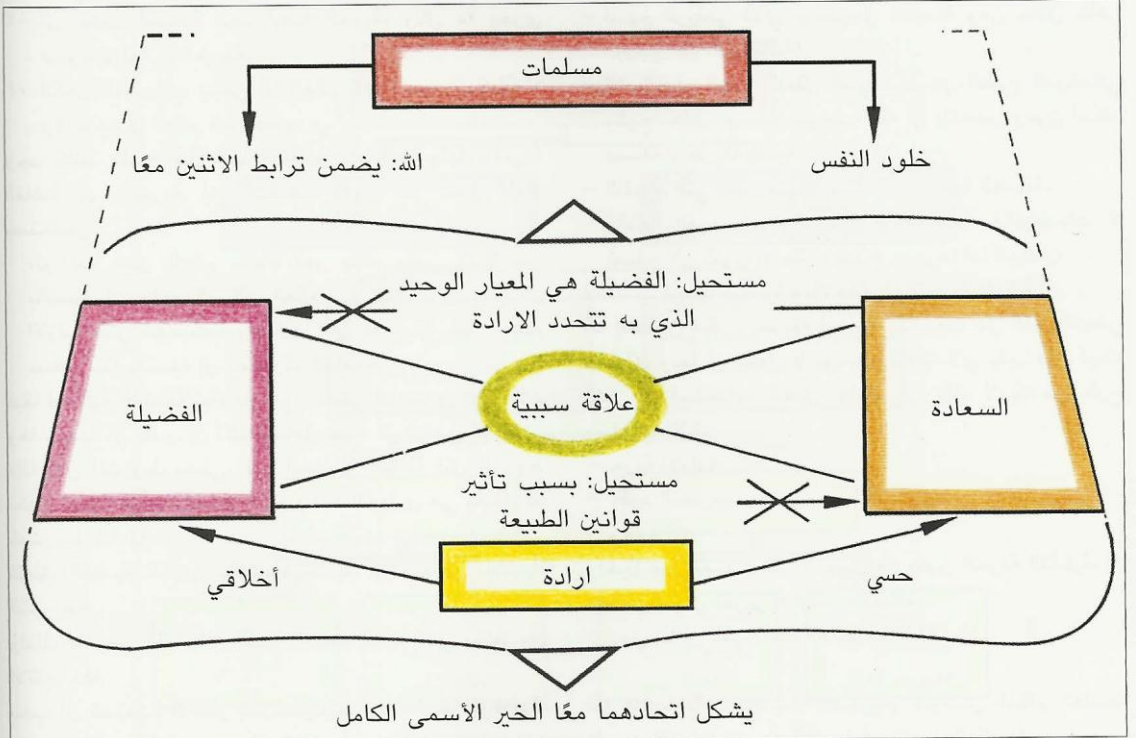 مسلمات
خلود النفس
الله: يضمن ترابط الاثنين معًا
مستحيل: الفضيلة هي المعيار الوحيد
الذي به تتحدد الارادة
السعادة
علاقة سببية
الفضيلة
مستحيل: بسبب تأثير
قوانين الطبيعة
حسي
ارادة
أخلاقي
يشكل اتحادهما معًا الخير الأسمى الكامل